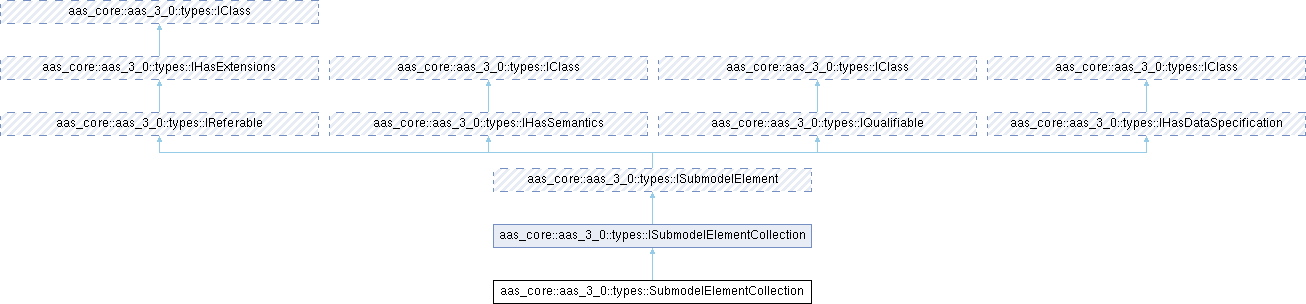 aas_core::aas_3_0::types::IClass
aas_core::aas_3_0::types::IHasExtensions
aas_core::aas_3_0::types::IClass
aas_core::aas_3_0::types::IClass
aas_core::aas_3_0::types::IClass
aas_core::aas_3_0::types::IReferable
aas_core::aas_3_0::types::IHasSemantics
aas_core::aas_3_0::types::IQualifiable
aas_core::aas_3_0::types::IHasDataSpecification
aas_core::aas_3_0::types::ISubmodelElement
aas_core::aas_3_0::types::ISubmodelElementCollection
aas_core::aas_3_0::types::SubmodelElementCollection